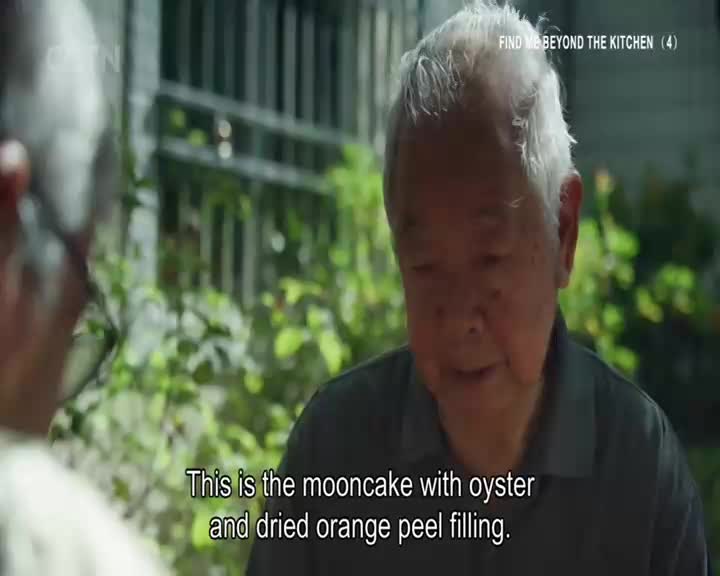 FIND ME BEYOND THE KITCHEN (4)
This is the mooncake with oyster
and dried orange peel filling.